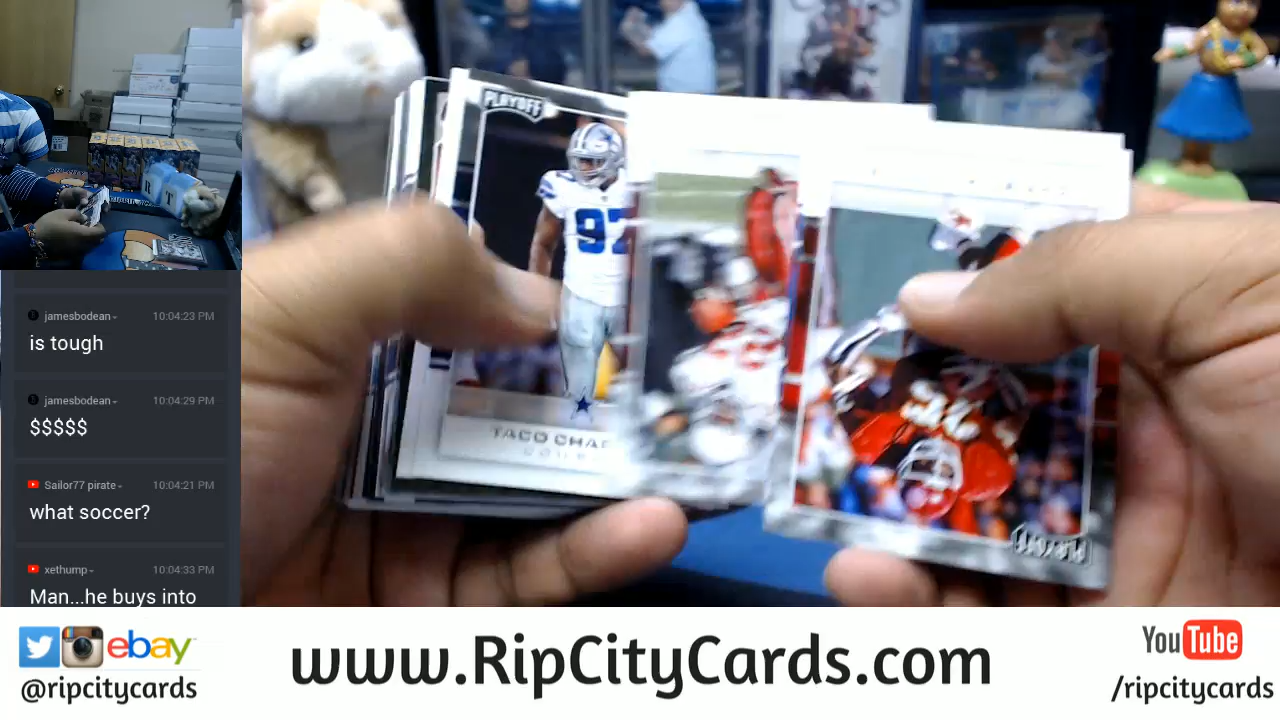 jamesbodean
10:04:23 PM
is tough
jamesbodean
10:04:29 PM
$$$$$
Sailor77 pirate
10:04:21 PM
what soccer?
xethump
10:04:33 PM
Man...he buys into
PLAYOFF
97
TACO
ebay
@ripcitycards
www.RipCityCards.com
YouTube
/ripcitycards